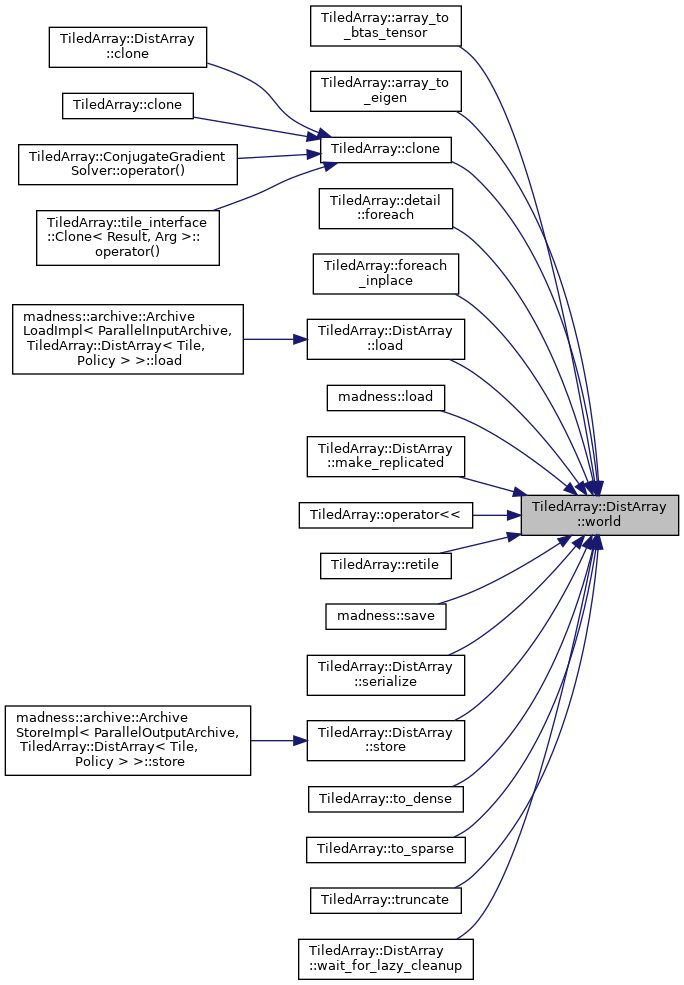 TiledArray::array_to
_btas_tensor
TiledArray::DistArray
::clone
TiledArray::array_to
_eigen
TiledArray::clone
TiledArray::clone
TiledArray::ConjugateGradient
Solver::operator()
TiledArray::detail
::foreach
TiledArray::tile_interface
::Clone< Result, Arg >::
operator()
TiledArray::foreach
_inplace
madness::archive::Archive
LoadImpl< ParallelInputArchive,
TiledArray::DistArray< Tile,
Policy > >::load
TiledArray::DistArray
::load
madness::load
TiledArray::DistArray
::make_replicated
TiledArray::operator<<
TiledArray::DistArray
::world
TiledArray::retile
madness::save
TiledArray::DistArray
::serialize
madness::archive::Archive
StoreImpl< ParallelOutputArchive,
TiledArray::DistArray< Tile,
Policy > >::store
TiledArray::DistArray
::store
TiledArray::to_dense
TiledArray::to_sparse
TiledArray::truncate
TiledArray::DistArray
::wait_for_lazy_cleanup